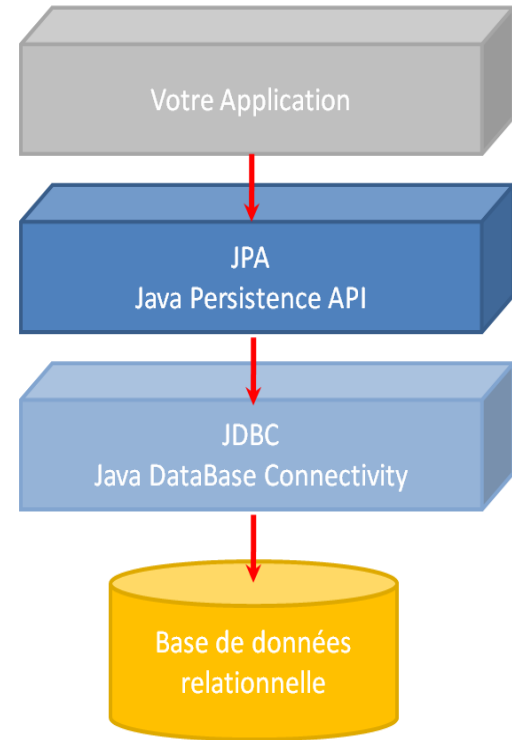 Votre Application
JPA
Java Persistence API
JDBC
Java DataBase Connectivity
Base de données
relationnelle